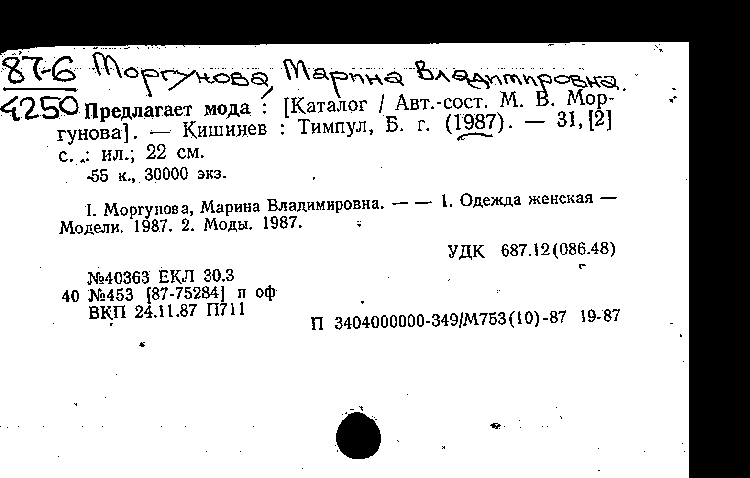 87-6 Моргунова, Марина Владимировна.
4250 Предлагает мода : [Каталог / Авт.-сост. М. В. Мор-
гунова]. — Кишинев : Тимпул, Б. г. (1987). — 31, [2]
с. : ил.; 22 см.
55 к., 30000 экз.
I. Моргунова, Марина Владимировна. — — 1. Одежда женская —
Модели. 1987. 2. Моды. 1987.
УДК 687.12(086.48)
№40363 ЕКЛ 30.3
40 №453 [87-75284] п оф
ВКП 24.11.87 П711
П 3404000000-349/М753(10)-87 19-87